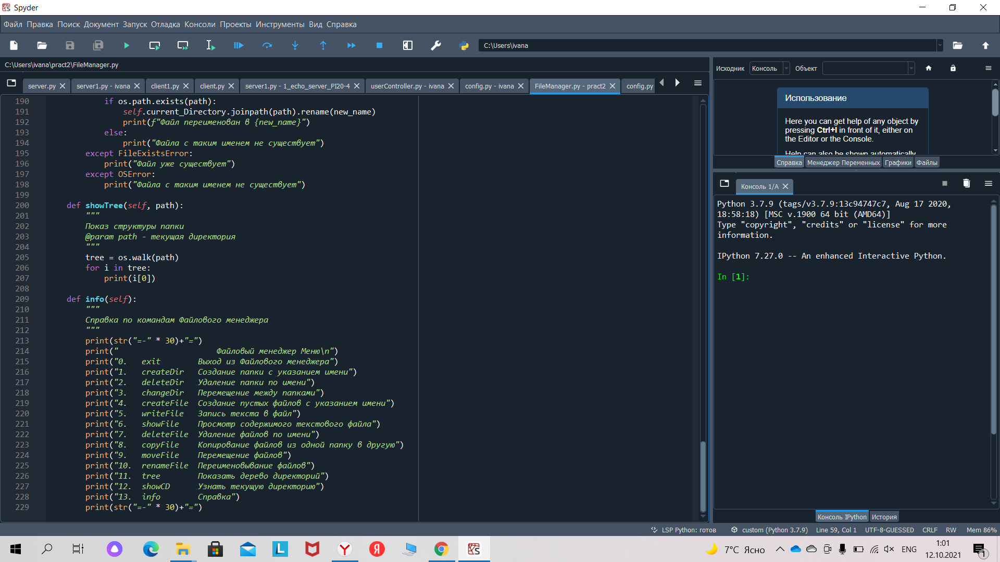 Spyder
Файл Правка Поиск Документ Запуск Отладка Консоли Проекты Инструменты Вид Справка
C:\Users\ivana
C:\Users\ivana\pract2\FileManager.py
server.py
server1.py - ivana
client1.py
client.py
server1.py - 1_echo_server_PI20-4
userController.py - ivana
config.py - ivana
FileManager.py - pract2
config.py
190 if os.path.exists(path):
191 self.current_Directory.joinpath(path).rename(new_name)
192 print(f"Файл переименован в {new_name}")
193 else:
194 print("Файла с таким именем не существует")
195 except FileExistsError:
196 print("Файл уже существует")
197 except OSError:
198 print("Файла с таким именем не существует")
199
200 def showTree(self, path):
201 """
202 Показ структуры папки
203 @param path - текущая директория
204 """
205 tree = os.walk(path)
206 for i in tree:
207 print(i[0])
208
209 def info(self):
210 """
211 Справка по командам Файлового менеджера
212 """
213 print(str("=-" * 30)+"=")
214 print(" Файловый менеджер Меню\n")
215 print("0. exit Выход из Файлового менеджера")
216 print("1. createDir Создание папки с указанием имени")
217 print("2. deleteDir Удаление папки по имени")
218 print("3. changeDir Перемещение между папками")
219 print("4. createFile Создание пустых файлов с указанием имени")
220 print("5. writeFile Запись текста в файл")
221 print("6. showFile Просмотр содержимого текстового файла")
222 print("7. deleteFile Удаление файлов по имени")
223 print("8. copyFile Копирование файлов из одной папку в другую")
224 print("9. moveFile Перемещение файлов")
225 print("10. renameFile Переименовывание файлов")
226 print("11. tree Показать дерево директорий")
227 print("12. showCD Узнать текущую директорию")
228 print("13. info Справка")
229 print(str("=-" * 30)+"=")
Исходник Консоль Объект
Использование
Here you can get help of any object by
pressing Ctrl+I in front of it, either on
the Editor or the Console.
Help can also be shown automatically
Справка Менеджер Переменных Графики Файлы
Консоль 1/A
Python 3.7.9 (tags/v3.7.9:13c94747c7, Aug 17 2020,
18:58:18) [MSC v.1900 64 bit (AMD64)]
Type "copyright", "credits" or "license" for more
information.
IPython 7.27.0 -- An enhanced Interactive Python.
In [1]:
Консоль IPython История
LSP Python: готов custom (Python 3.7.9) Line 59, Col 1 UTF-8-GUESSED CRLF RW Mem 86%
7°C Ясно ENG
1:01
12.10.2021
1